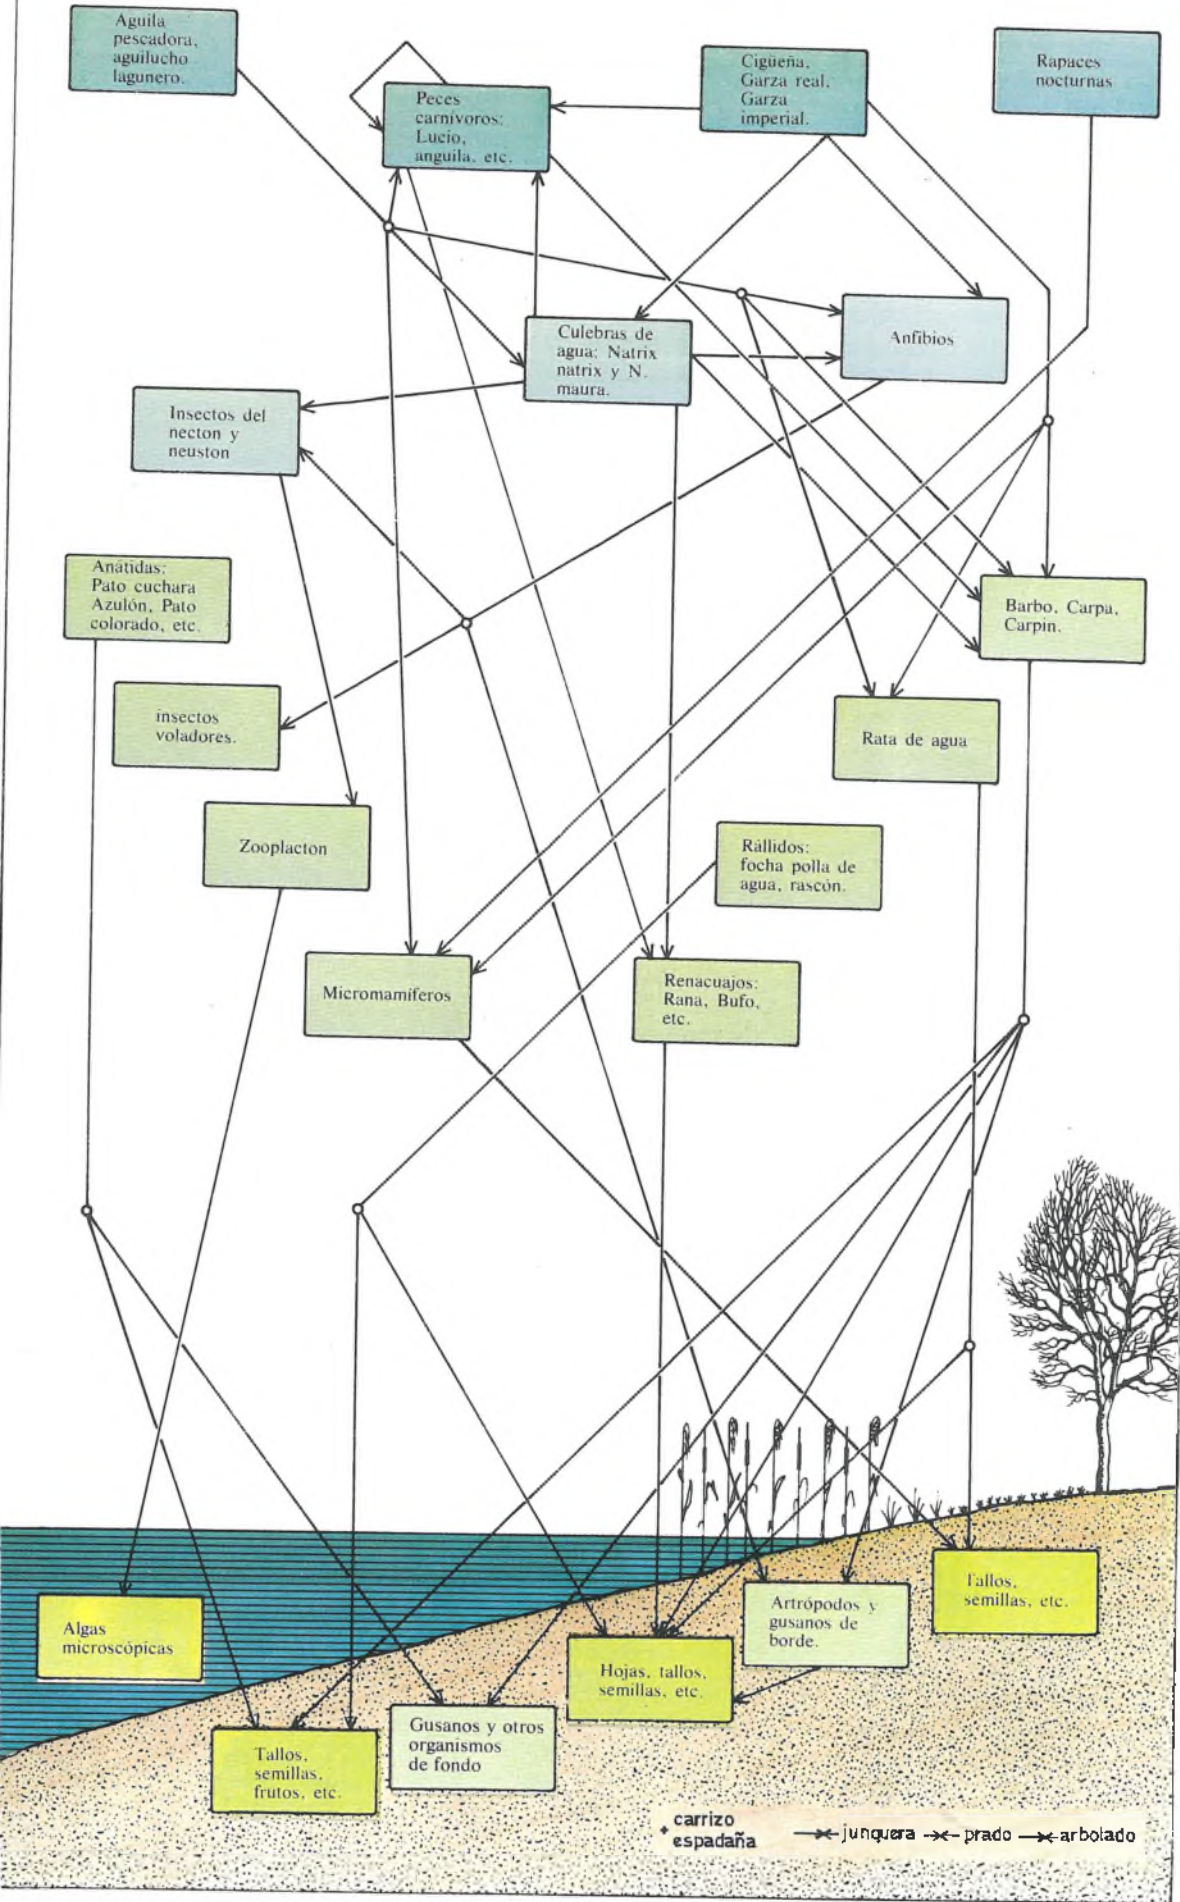 Aguila
pescadora,
aguilucho
lagunero.
Peces
carnívoros:
Lucio,
anguila, etc.
Cigüeña,
Garza real,
Garza
imperial.
Rapaces
nocturnas
Culebras de
agua: Natrix
natrix y N.
maura.
Anfibios
Insectos del
necton y
neuston
Anátidas:
Pato cuchara
Azulón, Pato
colorado, etc.
Barbo, Carpa,
Carpin.
insectos
voladores.
Rata de agua
Zooplacton
Rállidos:
focha polla de
agua, rascón.
Micromamíferos
Renacuajos:
Rana, Bufo,
etc.
Algas
microscópicas
Tallos,
semillas, etc.
Artrópodos y
gusanos de
borde.
Hojas, tallos,
semillas, etc.
Gusanos y otros
organismos
de fondo
Tallos,
semillas,
frutos, etc.
carrizo
espadaña
junquera prado arbolado